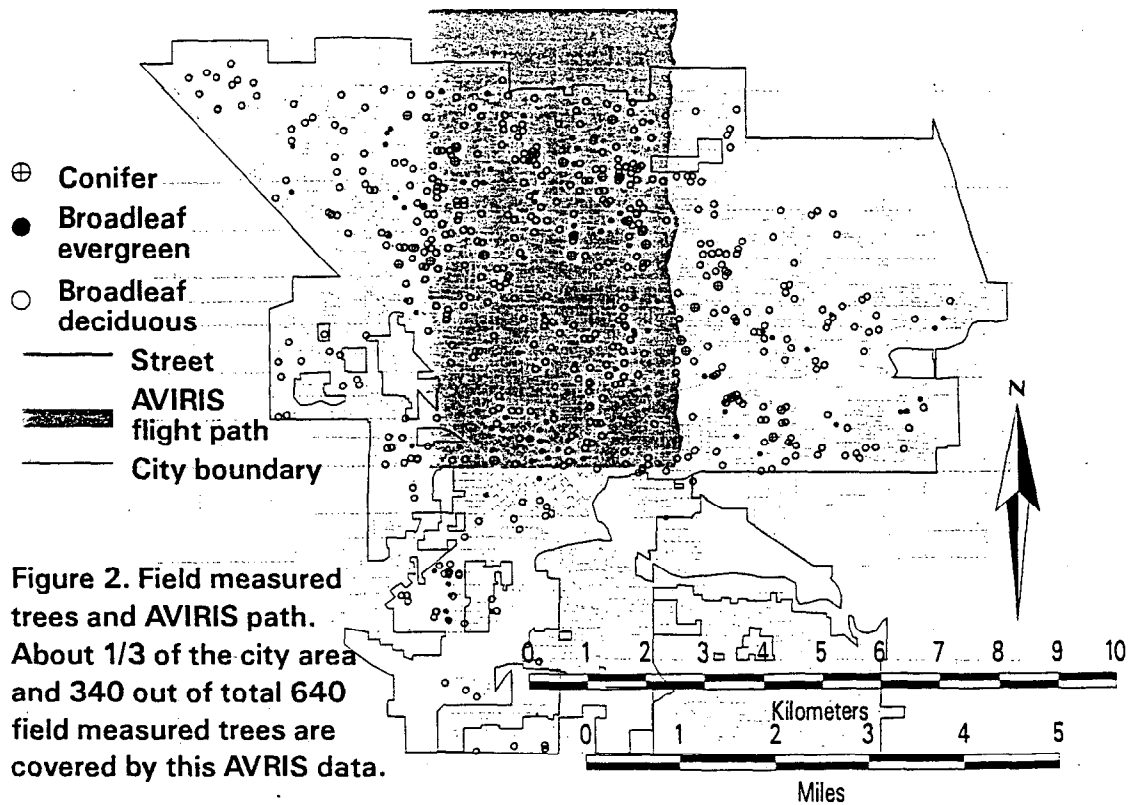 Conifer
Broadleaf
evergreen
Broadleaf
deciduous
Street
AVIRIS
flight path
City boundary
N
Figure 2. Field measured
trees and AVIRIS path.
About 1/3 of the city area
and 340 out of total 640
field measured trees are
covered by this AVRIS data.
0 1 2 3 4 5 6 7 8 9 10
Kilometers
0 1 2 3 4 5
Miles